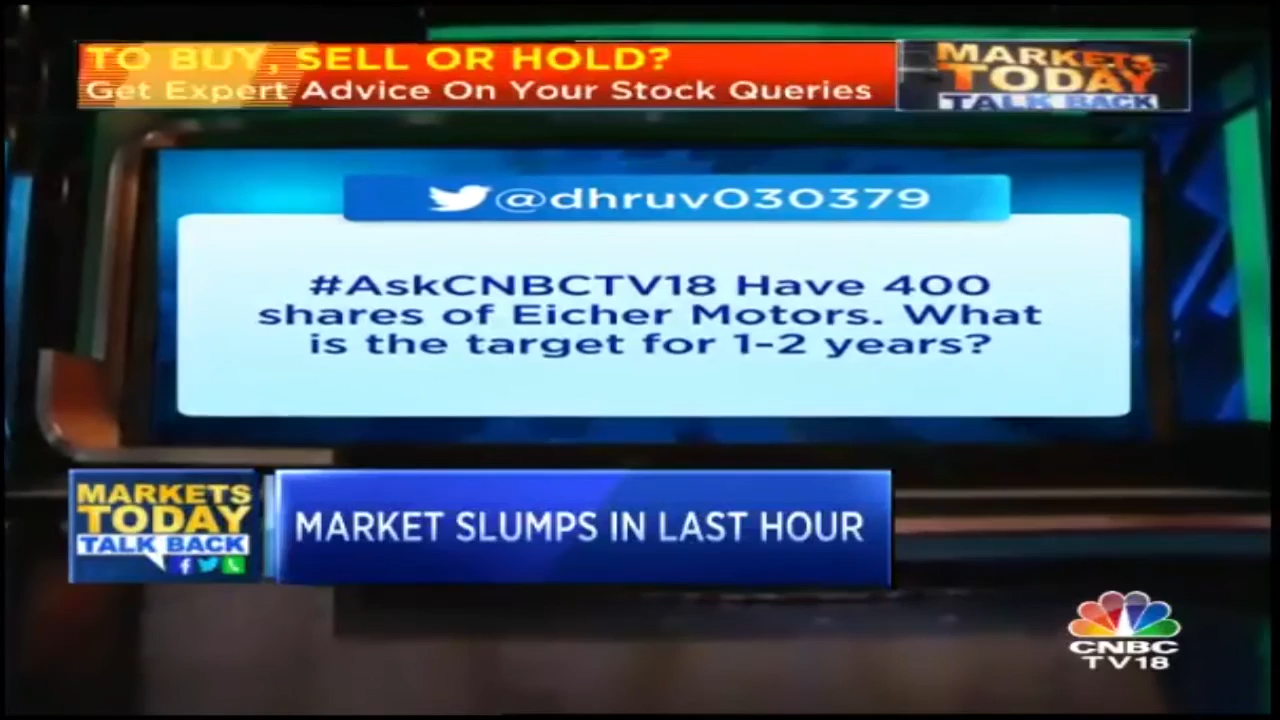 TO BUY, SELL OR HOLD?
Get Expert Advice On Your Stock Queries
MARKETS
TODAY
TALK BACK
@dhruv030379
#AskCNBCTV18 Have 400
shares of Eicher Motors. What
is the target for 1-2 years?
MARKETS
TODAY
TALK BACK
MARKET SLUMPS IN LAST HOUR
CNBC
TV18